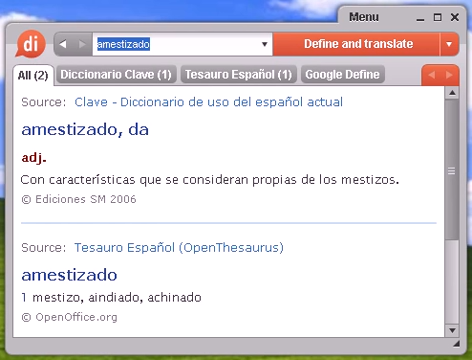 Menu
di
amestizado
Define and translate
All (2)
Diccionario Clave (1)
Tesauro Español (1)
Google Define
Source: Clave - Diccionario de uso del español actual
amestizado, da
adj.
Con características que se consideran propias de los mestizos.
© Ediciones SM 2006
Source: Tesauro Español (OpenThesaurus)
amestizado
1 mestizo, aindiado, achinado
© OpenOffice.org